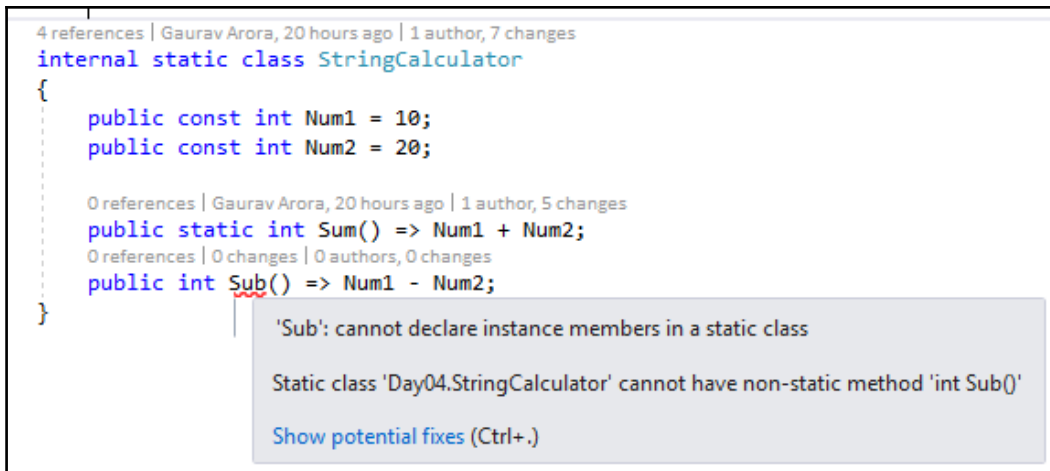 4 references | Gaurav Arora, 20 hours ago | 1 author, 7 changes
internal static class StringCalculator
{
public const int Num1 = 10;
public const int Num2 = 20;
0 references | Gaurav Arora, 20 hours ago | 1 author, 5 changes
public static int Sum() => Num1 + Num2;
0 references | 0 changes | 0 authors, 0 changes
public int Sub() => Num1 - Num2;
}
'Sub': cannot declare instance members in a static class
Static class 'Day04.StringCalculator' cannot have non-static method 'int Sub()'
Show potential fixes (Ctrl+.)